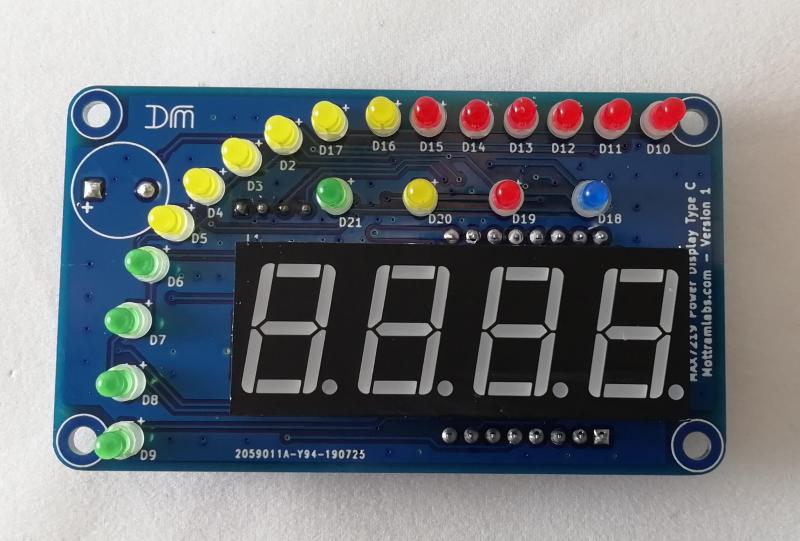 DM
D17
D16
D15
D14
D13
D12
D11
D10
D2
D3
D4
D5
D21
D20
D19
D18
D6
D7
D8
D9
MAX7219 Power Display Type C
Mottramlabs.com - Version 1
2059011A-Y94-190725
+